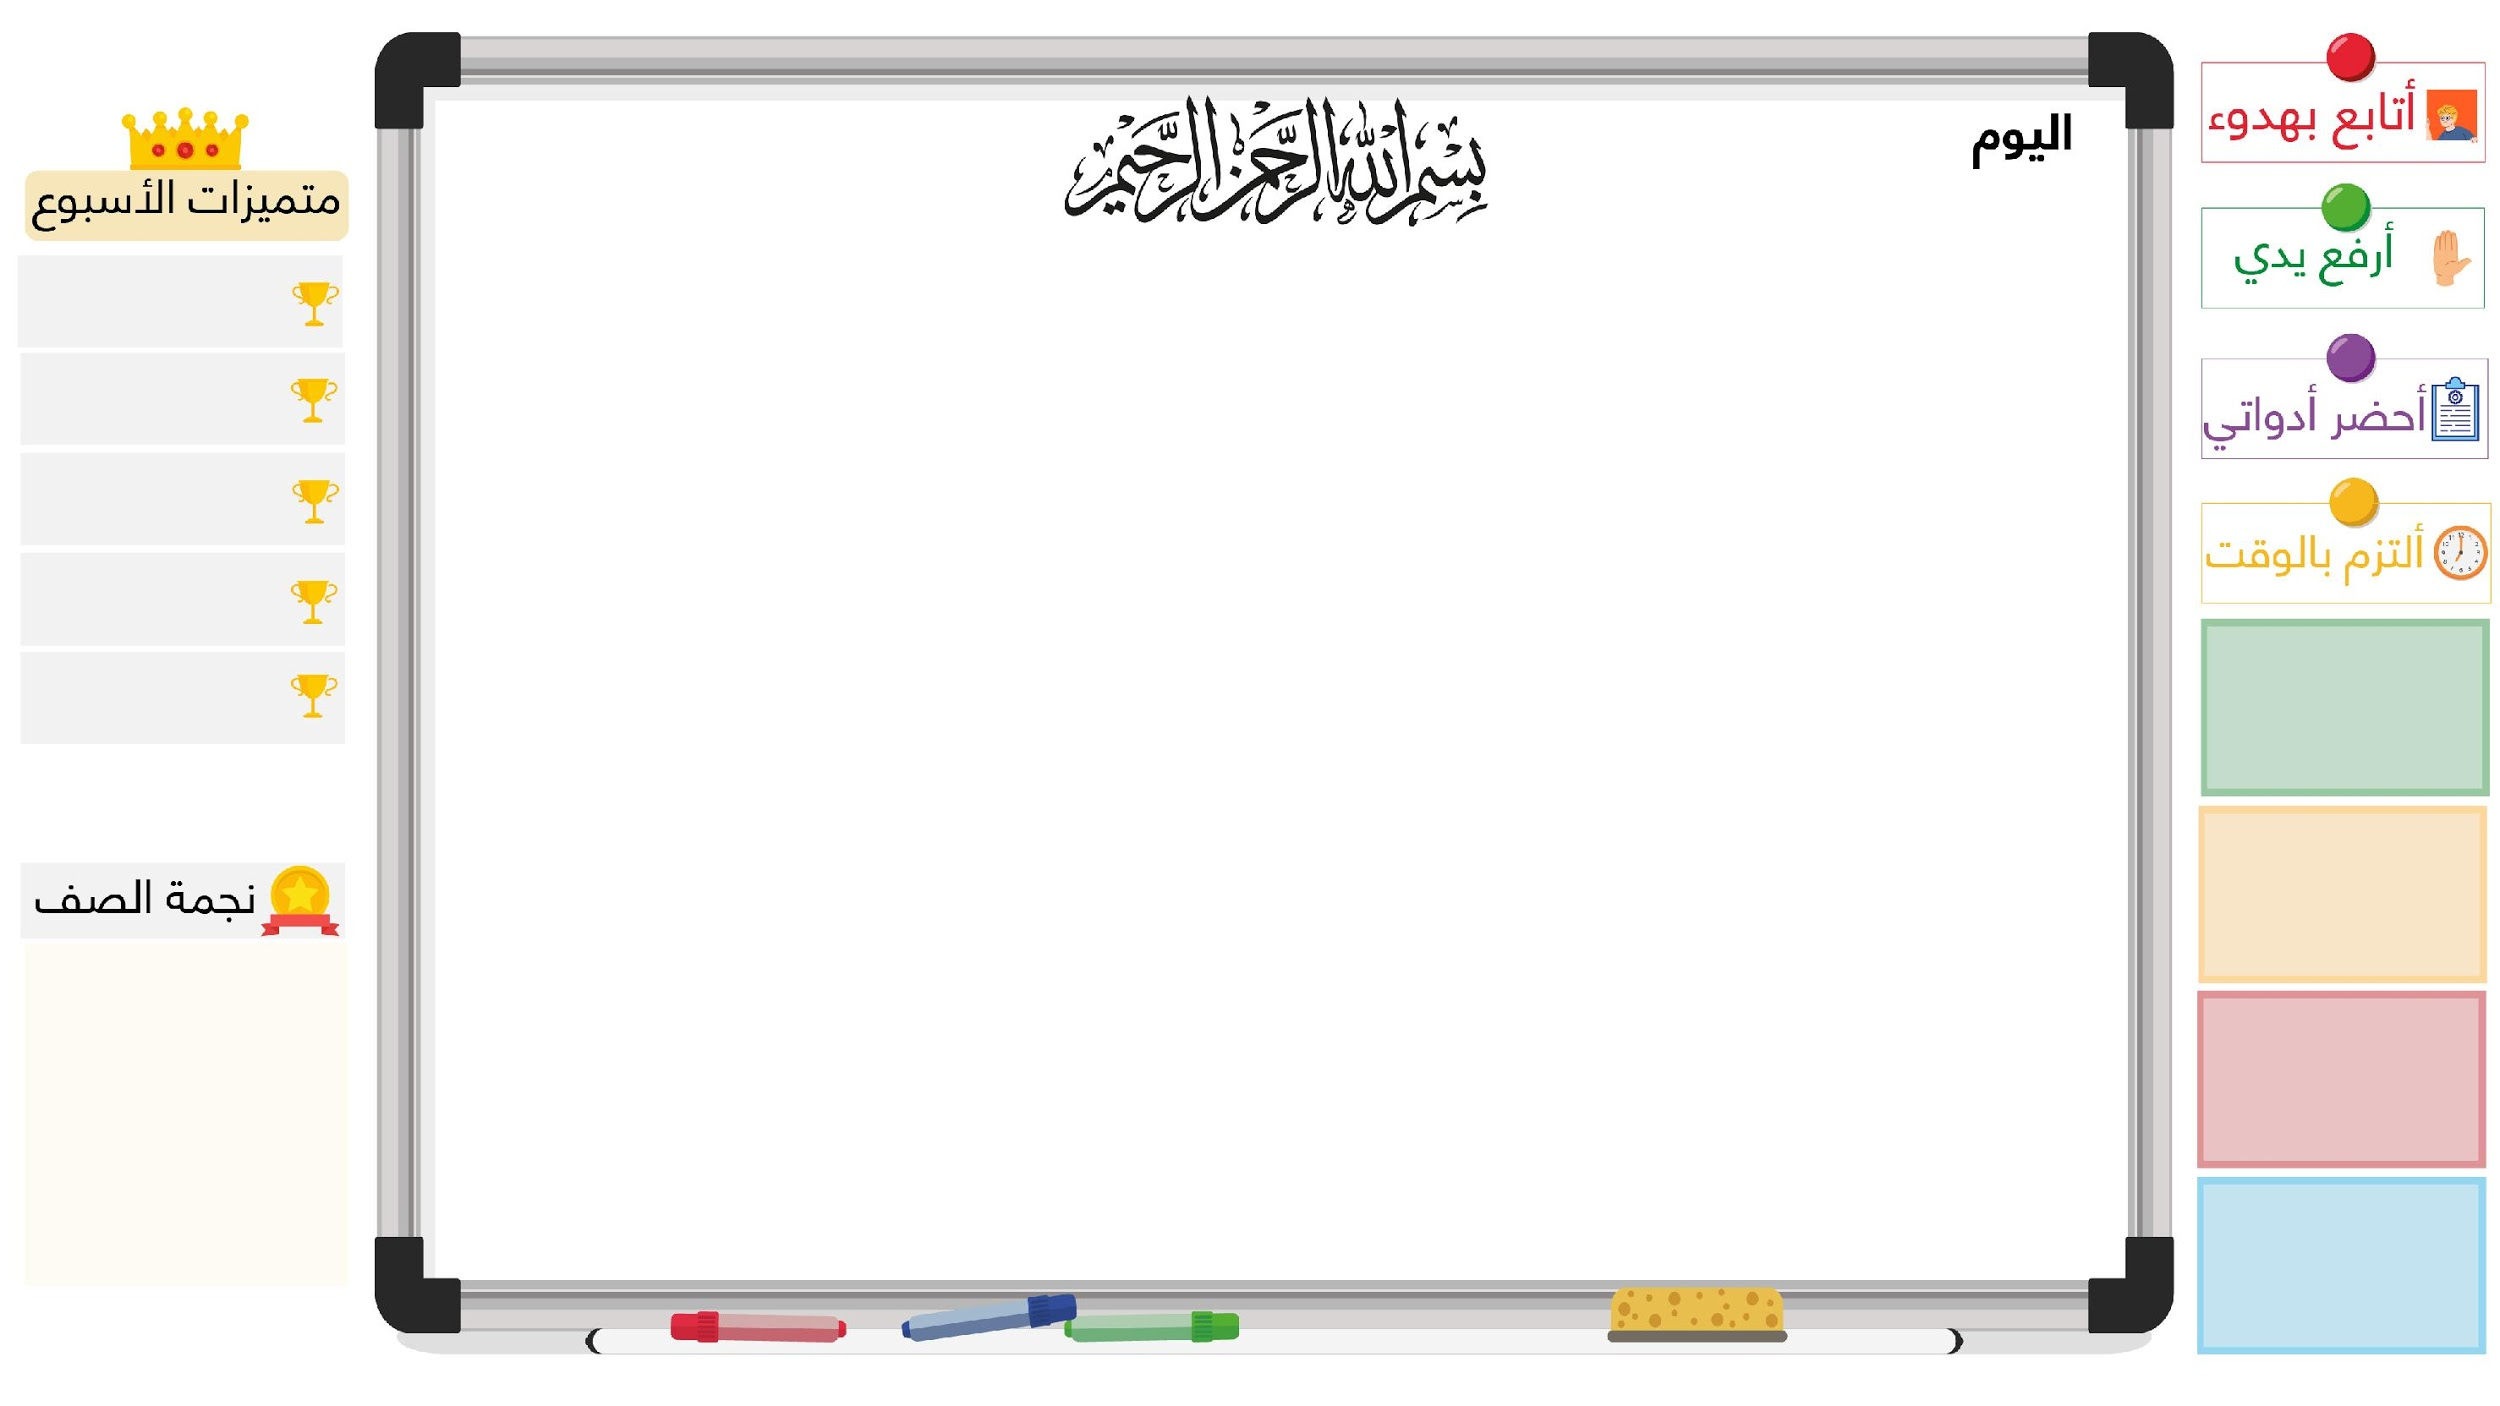 أتابع بهدوء
أرفع يدي
أحضر أدواتي
ألتزم بالوقت
اليوم
بسم الله الرحمن الرحيم
متميزات الأسبوع
نجمة الصف